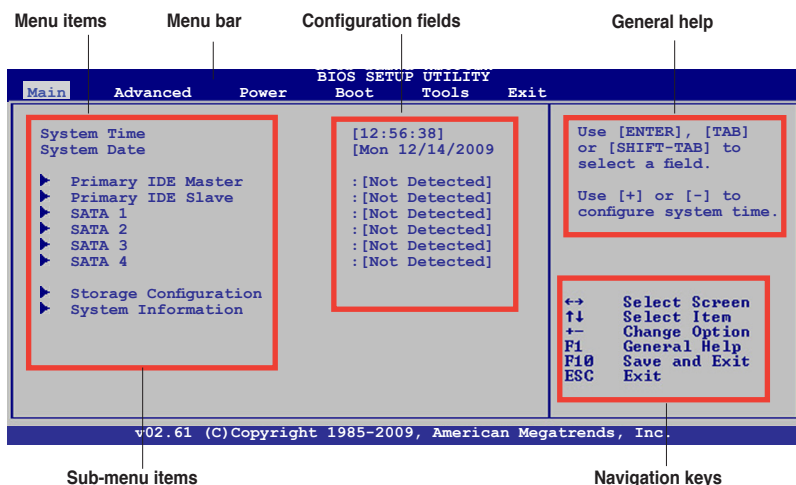 Menu items Menu bar Configuration fields General help
BIOS SETUP UTILITY
Main Advanced Power Boot Tools Exit
System Time [12:56:38]
System Date [Mon 12/14/2009
Primary IDE Master :[Not Detected]
Primary IDE Slave :[Not Detected]
SATA 1 :[Not Detected]
SATA 2 :[Not Detected]
SATA 3 :[Not Detected]
SATA 4 :[Not Detected]
Storage Configuration
System Information
Use [ENTER], [TAB]
or [SHIFT-TAB] to
select a field.
Use [+] or [-] to
configure system time.
←→ Select Screen
↑↓ Select Item
+- Change Option
F1 General Help
F10 Save and Exit
ESC Exit
v02.61 (C)Copyright 1985-2009, American Megatrends, Inc.
Sub-menu items Navigation keys